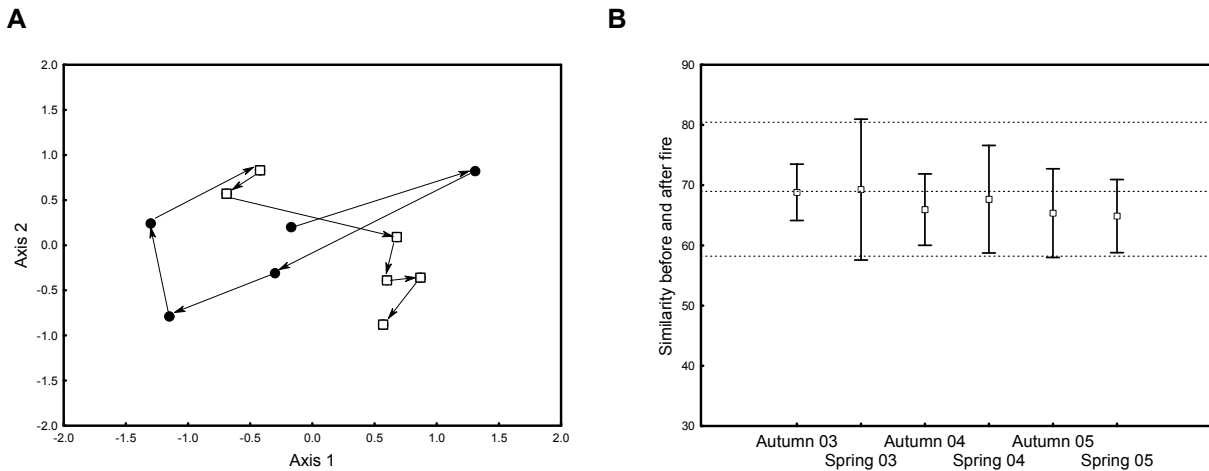 A
2.0
1.5
1.0
0.5
0.0
-0.5
-1.0
-1.5
-2.0
Axis 2
-2.0 -1.5 -1.0 -0.5 0.0 0.5 1.0 1.5 2.0
Axis 1
B
90
80
70
60
50
40
30
Similarity before and after fire
Autumn 03 Autumn 04 Autumn 05
Spring 03 Spring 04 Spring 05